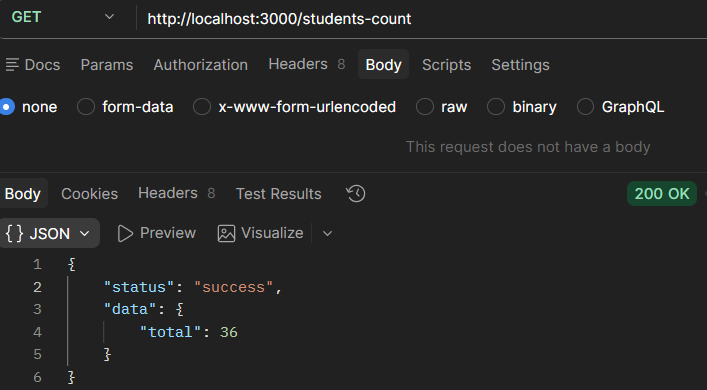 GET http://localhost:3000/students-count
Docs Params Authorization Headers 8 Body Scripts Settings
none form-data x-www-form-urlencoded raw binary GraphQL
This request does not have a body
Body Cookies Headers 8 Test Results 200 OK
{} JSON Preview Visualize
1 {
2 "status": "success",
3 "data": {
4 "total": 36
5 }
6 }